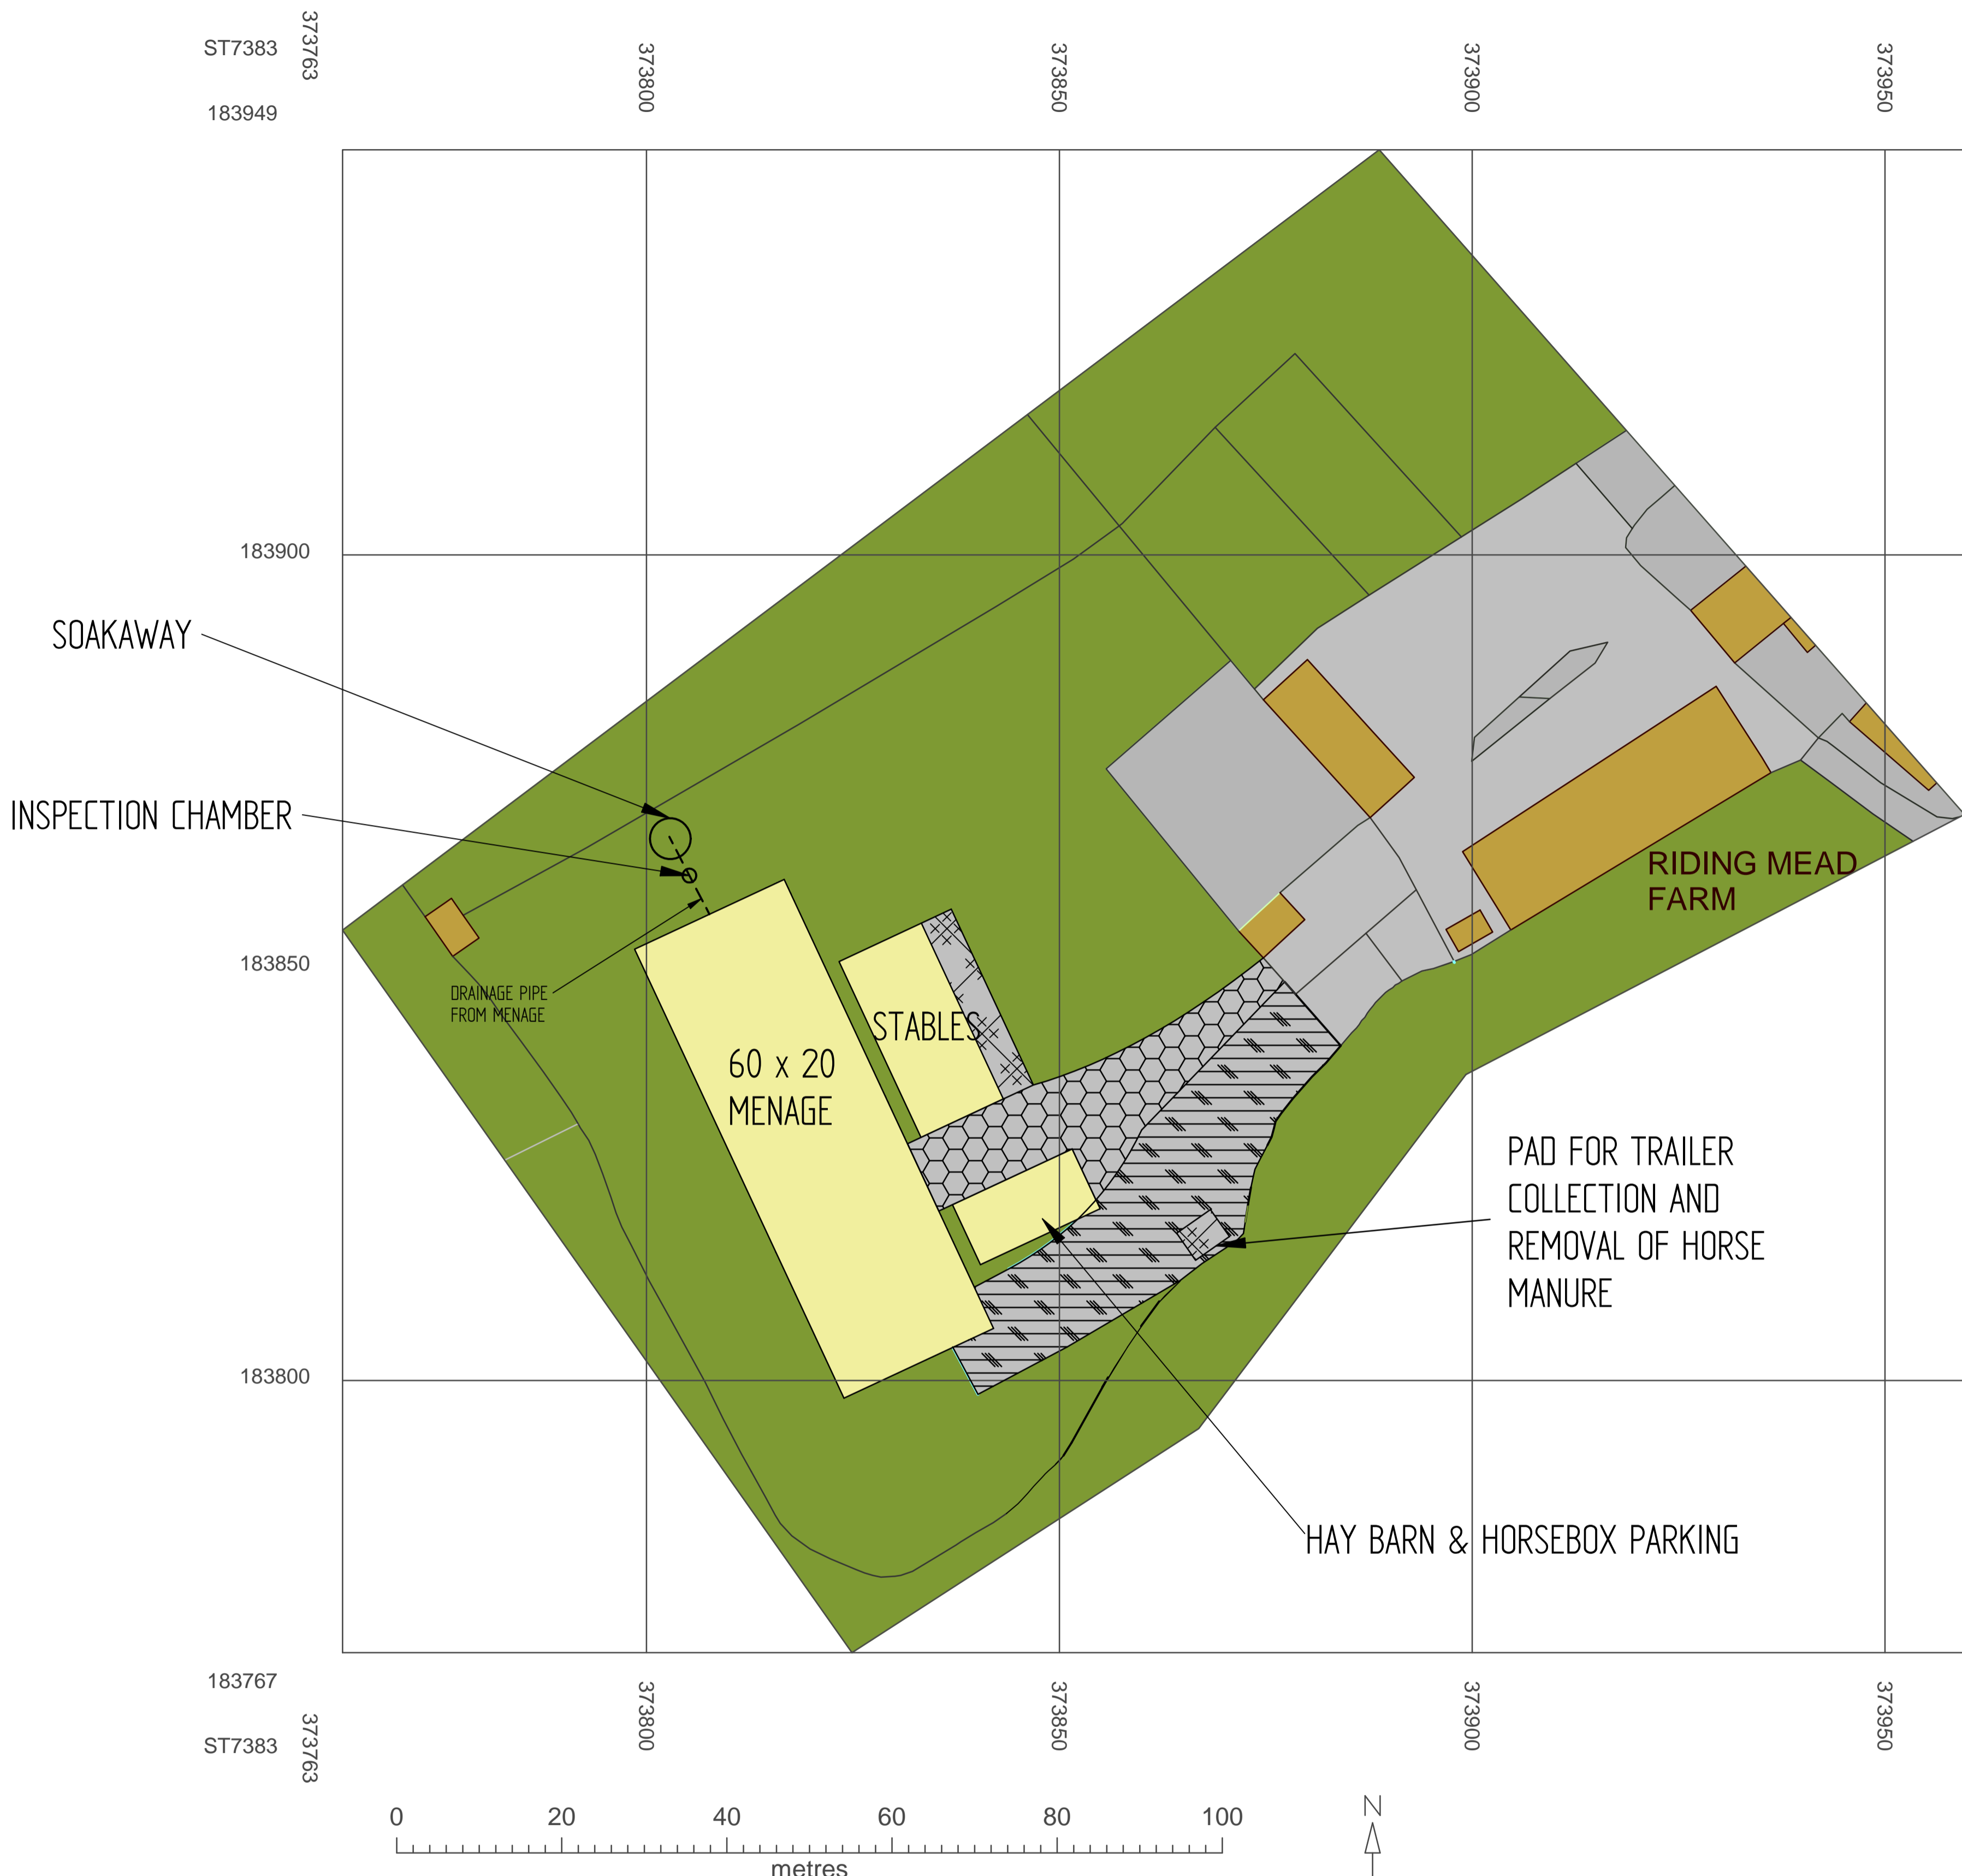 ST7383
373763
373800
373850
373900
373950
183949
183900
SOAKAWAY
INSPECTION CHAMBER
RIDING MEAD
FARM
183850
DRAINAGE PIPE
FROM MENAGE
STABLES
60 x 20
MENAGE
PAD FOR TRAILER
COLLECTION AND
REMOVAL OF HORSE
MANURE
183800
HAY BARN & HORSEBOX PARKING
183767
373763
373800
373850
373900
373950
ST7383
0 20 40 60 80 100
metres
N